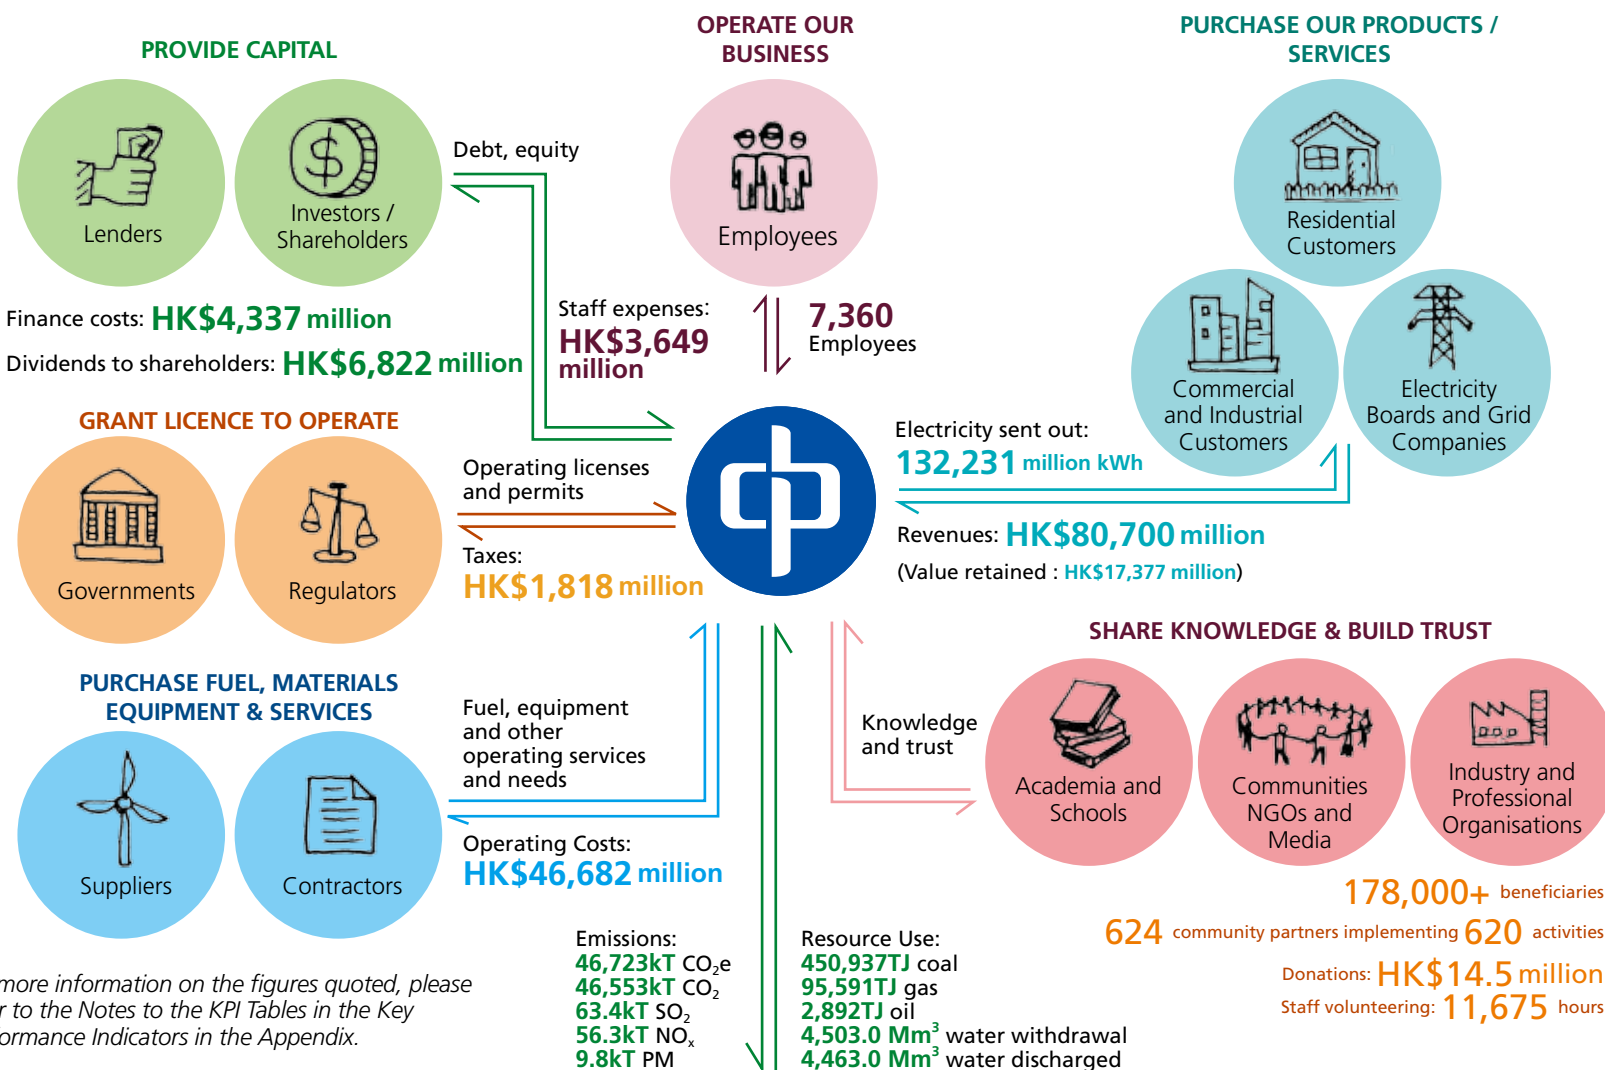 PROVIDE CAPITAL
Lenders
Investors /
Shareholders
Debt, equity
Finance costs: HK$4,337 million
Dividends to shareholders: HK$6,822 million
OPERATE OUR
BUSINESS
Employees
Staff expenses:
HK$3,649
million
7,360
Employees
PURCHASE OUR PRODUCTS /
SERVICES
Residential
Customers
Commercial
and Industrial
Customers
Electricity
Boards and Grid
Companies
Electricity sent out:
132,231 million kWh
Revenues: HK$80,700 million
(Value retained : HK$17,377 million)
GRANT LICENCE TO OPERATE
Governments
Regulators
Operating licenses
and permits
Taxes:
HK$1,818 million
PURCHASE FUEL, MATERIALS
EQUIPMENT & SERVICES
Suppliers
Contractors
Fuel, equipment
and other
operating services
and needs
Operating Costs:
HK$46,682 million
SHARE KNOWLEDGE & BUILD TRUST
Knowledge
and trust
Academia and
Schools
Communities
NGOs and
Media
Industry and
Professional
Organisations
178,000+ beneficiaries
624 community partners implementing 620 activities
Donations: HK$14.5 million
Staff volunteering: 11,675 hours
Emissions:
46,723kT CO₂e
46,553kT CO₂
63.4kT SO₂
56.3kT NOₓ
9.8kT PM
Resource Use:
450,937TJ coal
95,591TJ gas
2,892TJ oil
4,503.0 Mm³ water withdrawal
4,463.0 Mm³ water discharged
more information on the figures quoted, please
r to the Notes to the KPI Tables in the Key
ormance Indicators in the Appendix.